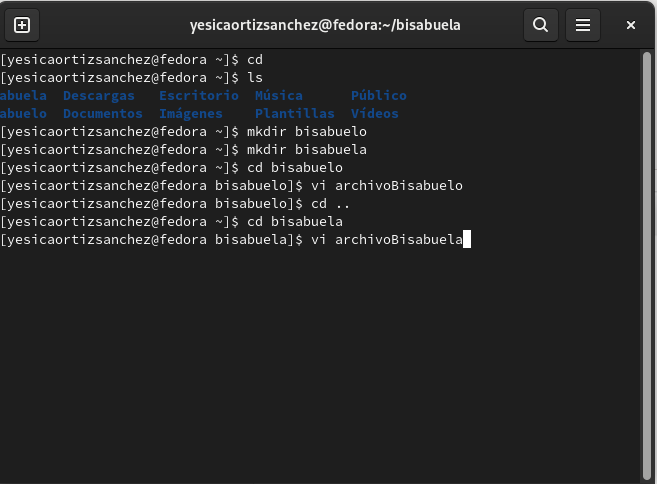 yesicaortizsanchez@fedora:~/bisabuela
[yesicaortizsanchez@fedora ~]$ cd
[yesicaortizsanchez@fedora ~]$ ls
abuela  Descargas   Escritorio  Música      Público
abuelo  Documentos  Imágenes    Plantillas  Vídeos
[yesicaortizsanchez@fedora ~]$ mkdir bisabuelo
[yesicaortizsanchez@fedora ~]$ mkdir bisabuela
[yesicaortizsanchez@fedora ~]$ cd bisabuelo
[yesicaortizsanchez@fedora bisabuelo]$ vi archivoBisabuelo
[yesicaortizsanchez@fedora bisabuelo]$ cd ..
[yesicaortizsanchez@fedora ~]$ cd bisabuela
[yesicaortizsanchez@fedora bisabuela]$ vi archivoBisabuela